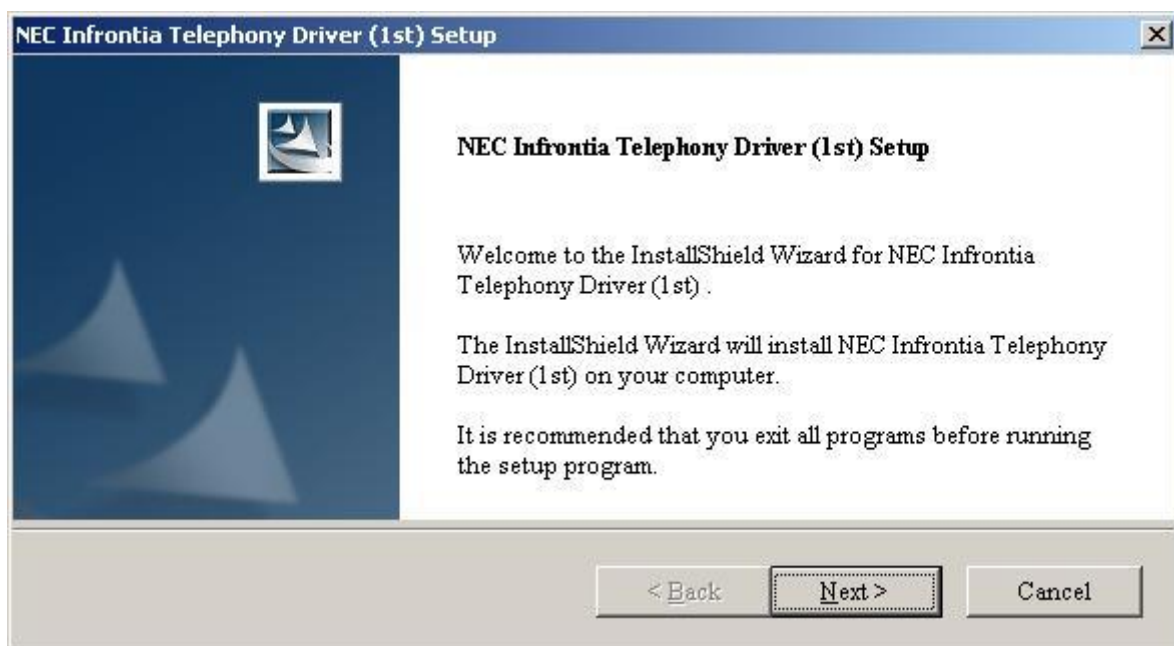 NEC Infrontia Telephony Driver (1st) Setup
NEC Infrontia Telephony Driver (1st) Setup
Welcome to the InstallShield Wizard for NEC Infrontia
Telephony Driver (1st) .
The InstallShield Wizard will install NEC Infrontia Telephony
Driver (1st) on your computer.
It is recommended that you exit all programs before running
the setup program.
< Back Next > Cancel